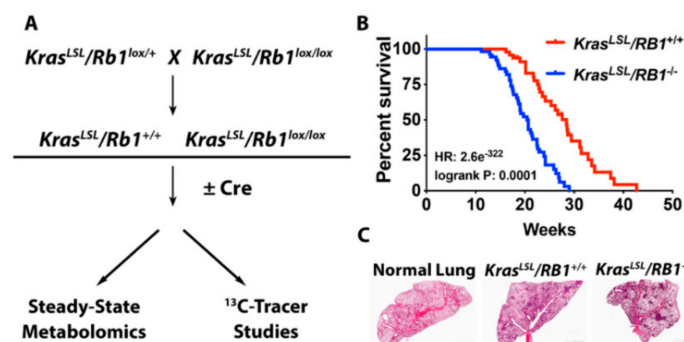 A
Kras^LSL/Rb1^lox/+ X Kras^LSL/Rb1^lox/lox
Kras^LSL/Rb1^+/+ Kras^LSL/Rb1^lox/lox
± Cre
Steady-State
Metabolomics
¹³C-Tracer
Studies
B
Percent survival
100
75
50
25
0
Kras^LSL/RB1^+/+
Kras^LSL/RB1^-/-
HR: 2.6e^-322
logrank P: 0.0001
0 10 20 30 40 50
Weeks
C
Normal Lung Kras^LSL/RB1^+/+ Kras^LSL/RB1^-